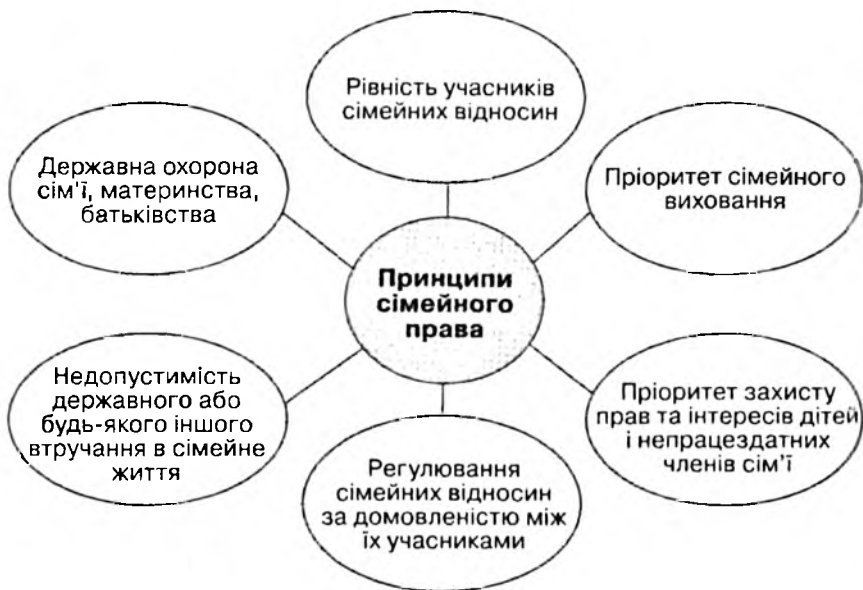 Рівність учасників
сімейних відносин
Державна охорона
сім'ї, материнства,
батьківства
Пріоритет сімейного
виховання
Принципи
сімейного
права
Недопустимість
державного або
будь-якого іншого
втручання в сімейне
життя
Пріоритет захисту
прав та інтересів дітей
і непрацездатних
членів сім'ї
Регулювання
сімейних відносин
за домовленістю між
їх учасниками